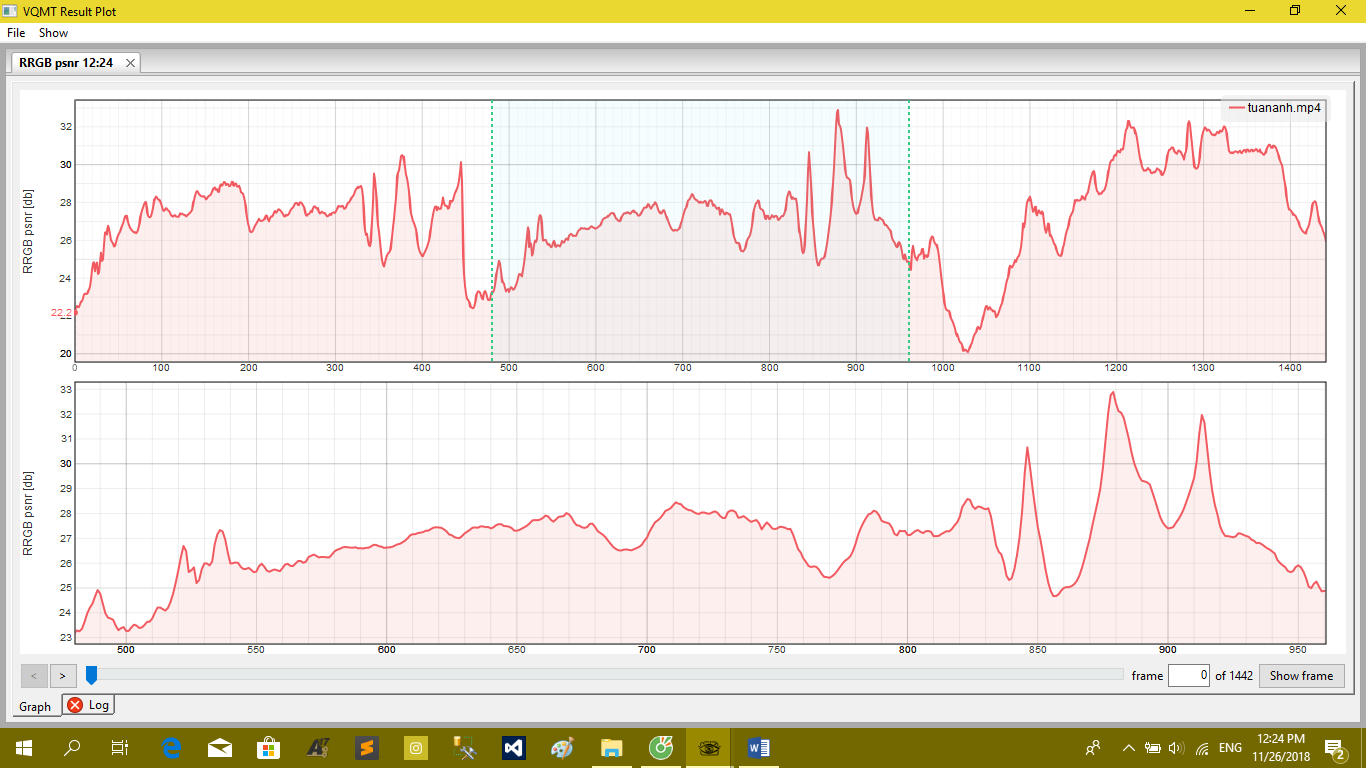 VQMT Result Plot
File Show
RRGB psnr 12:24
tuananh.mp4
RRGB psnr [db]
32
30
28
26
24
22.2
22
20
0 100 200 300 400 500 600 700 800 900 1000 1100 1200 1300 1400
RRGB psnr [db]
33
32
31
30
29
28
27
26
25
24
23
500 550 600 650 700 750 800 850 900 950
< > frame 0 of 1442 Show frame
Graph Log
ENG 12:24 PM
11/26/2018 2